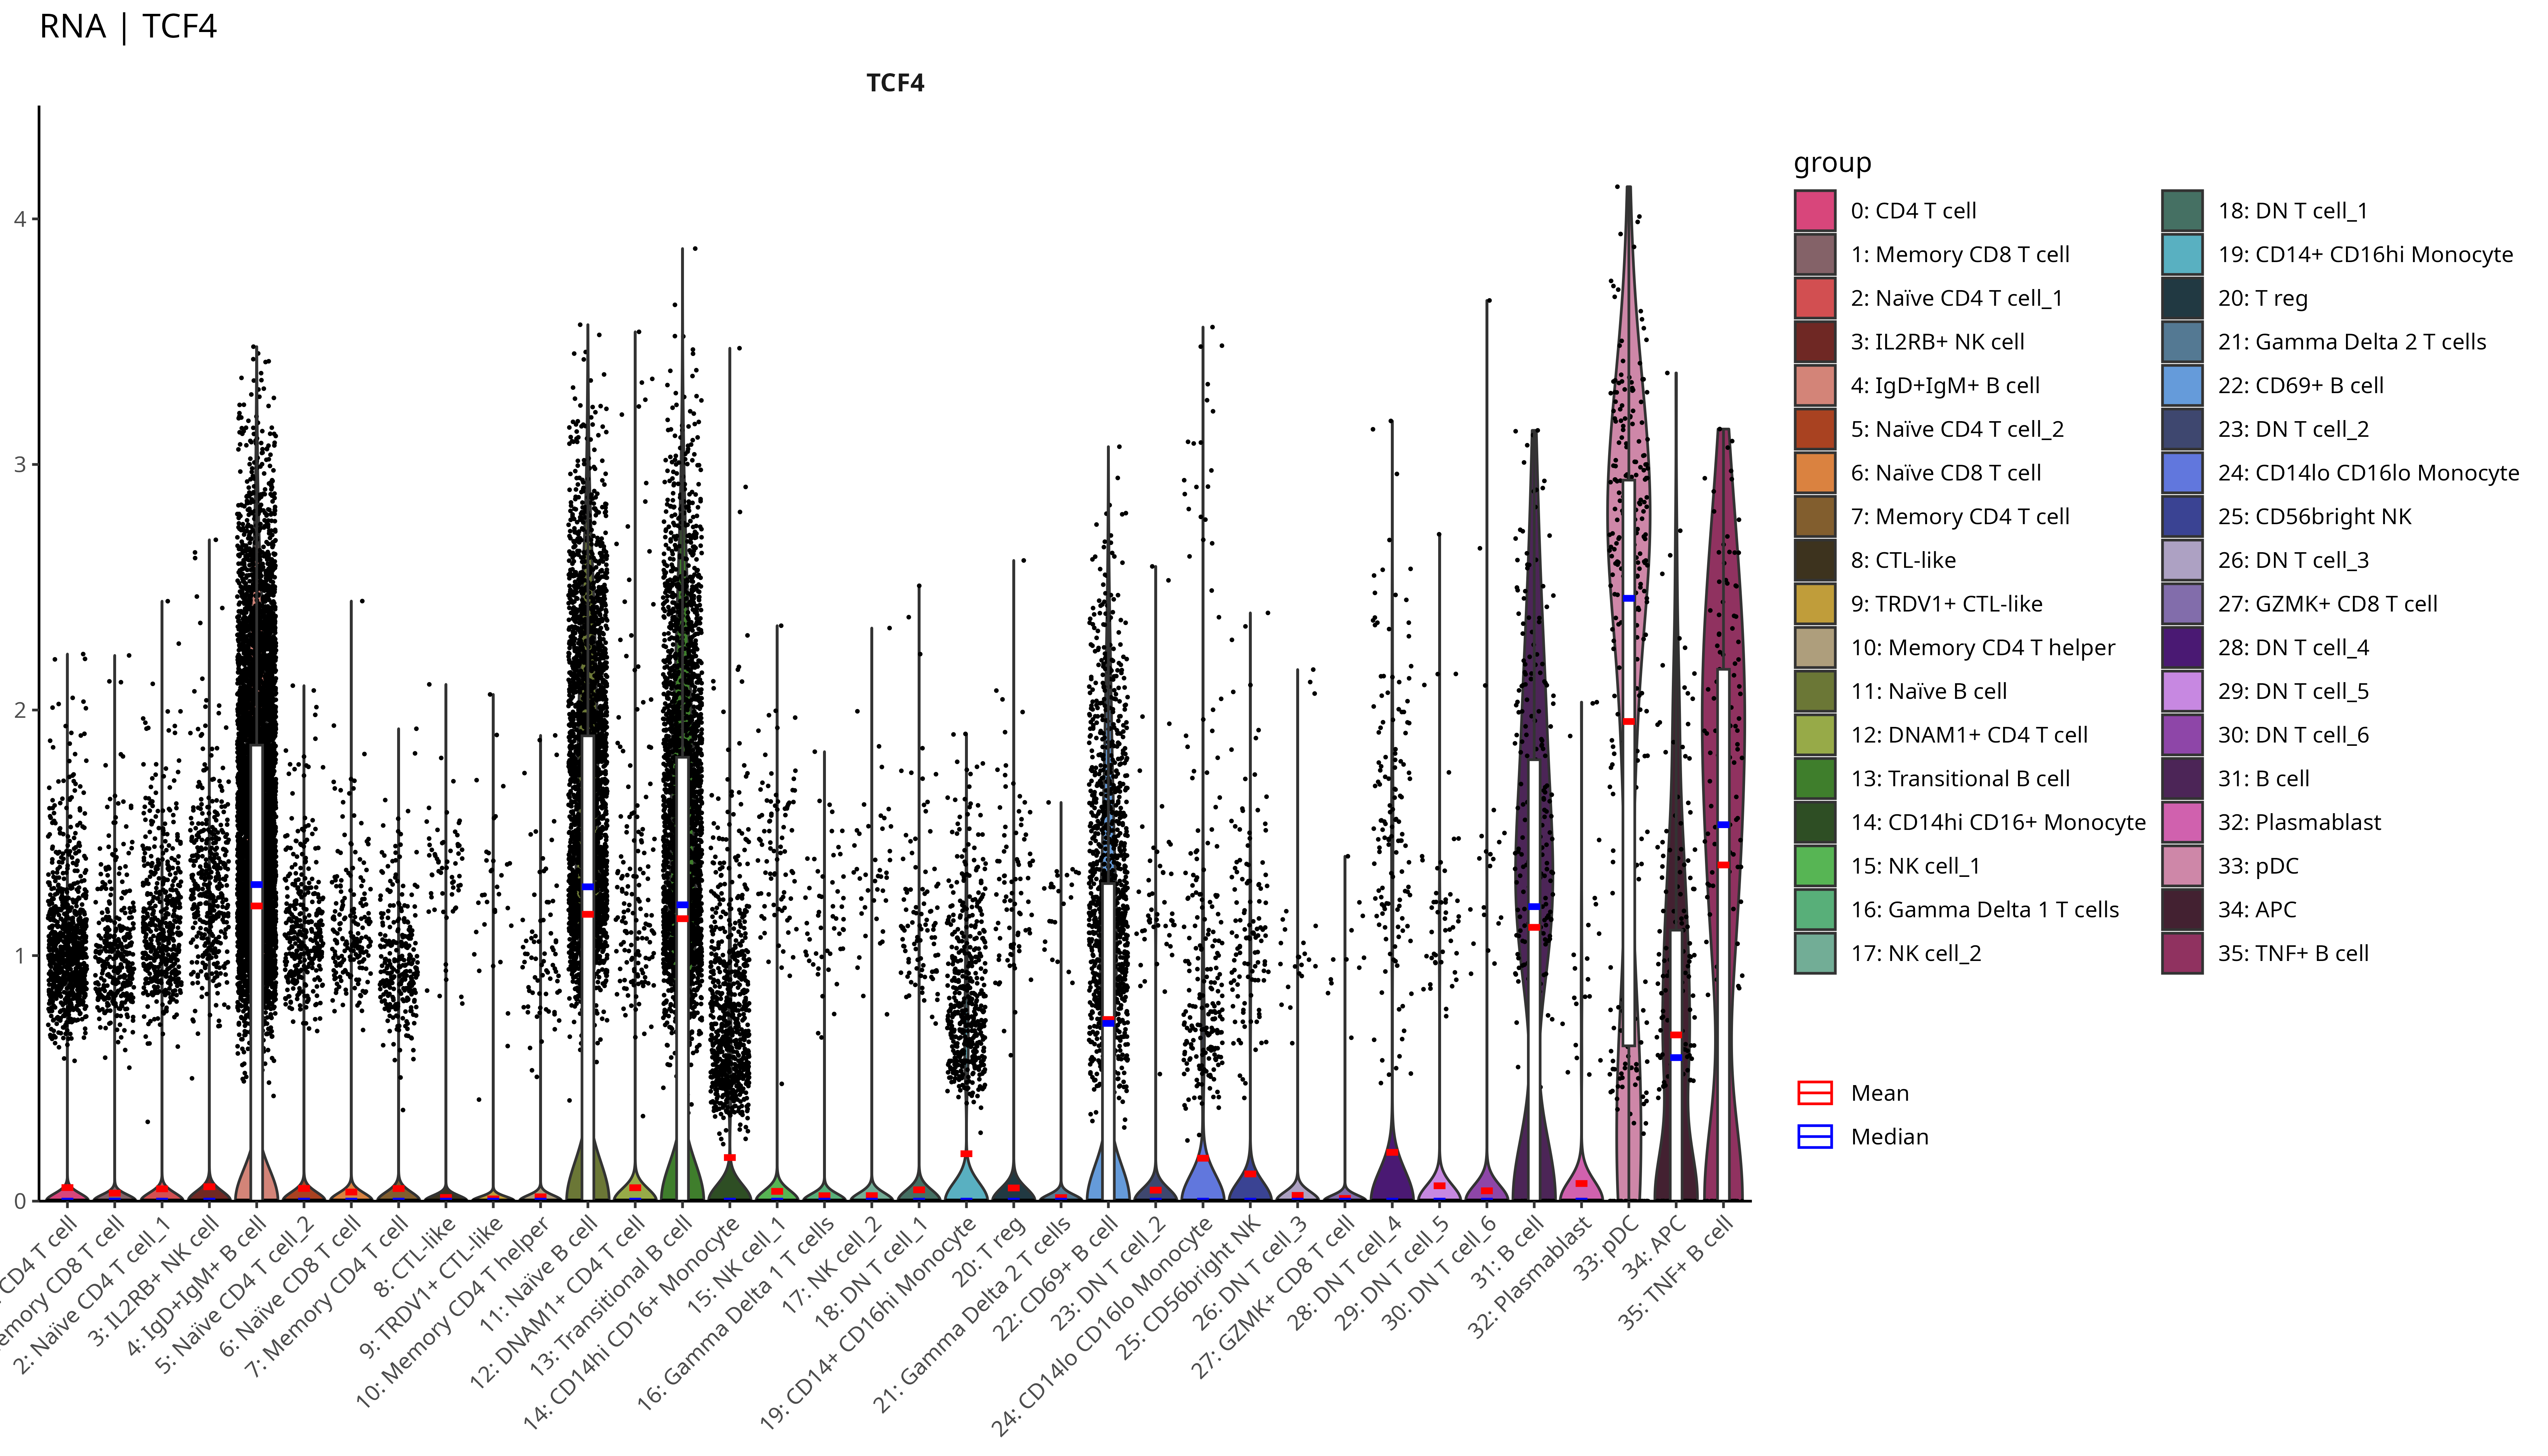 RNA | TCF4
TCF4
4
3
2
1
0
CD4 T cell
CD8 T cell
2: Naïve CD4 T cell_1
3: IL2RB+ NK cell
4: IgD+IgM+ B cell
5: Naïve CD4 T cell_2
6: Naïve CD8 T cell
7: Memory CD4 T cell
8: CTL-like
9: TRDV1+ CTL-like
10: Memory CD4 T helper
11: Naïve B cell
12: DNAM1+ CD4 T cell
13: Transitional B cell
14: CD14hi CD16+ Monocyte
15: NK cell_1
16: Gamma Delta 1 T cells
17: NK cell_2
18: DN T cell_1
19: CD14+ CD16hi Monocyte
20: T reg
21: Gamma Delta 2 T cells
22: CD69+ B cell
23: DN T cell_2
24: CD14lo CD16lo Monocyte
25: CD56bright NK
26: DN T cell_3
27: GZMK+ CD8 T cell
28: DN T cell_4
29: DN T cell_5
30: DN T cell_6
31: B cell
32: Plasmablast
33: pDC
34: APC
35: TNF+ B cell
group
0: CD4 T cell
1: Memory CD8 T cell
2: Naïve CD4 T cell_1
3: IL2RB+ NK cell
4: IgD+IgM+ B cell
5: Naïve CD4 T cell_2
6: Naïve CD8 T cell
7: Memory CD4 T cell
8: CTL-like
9: TRDV1+ CTL-like
10: Memory CD4 T helper
11: Naïve B cell
12: DNAM1+ CD4 T cell
13: Transitional B cell
14: CD14hi CD16+ Monocyte
15: NK cell_1
16: Gamma Delta 1 T cells
17: NK cell_2
18: DN T cell_1
19: CD14+ CD16hi Monocyte
20: T reg
21: Gamma Delta 2 T cells
22: CD69+ B cell
23: DN T cell_2
24: CD14lo CD16lo Monocyte
25: CD56bright NK
26: DN T cell_3
27: GZMK+ CD8 T cell
28: DN T cell_4
29: DN T cell_5
30: DN T cell_6
31: B cell
32: Plasmablast
33: pDC
34: APC
35: TNF+ B cell
Mean
Median